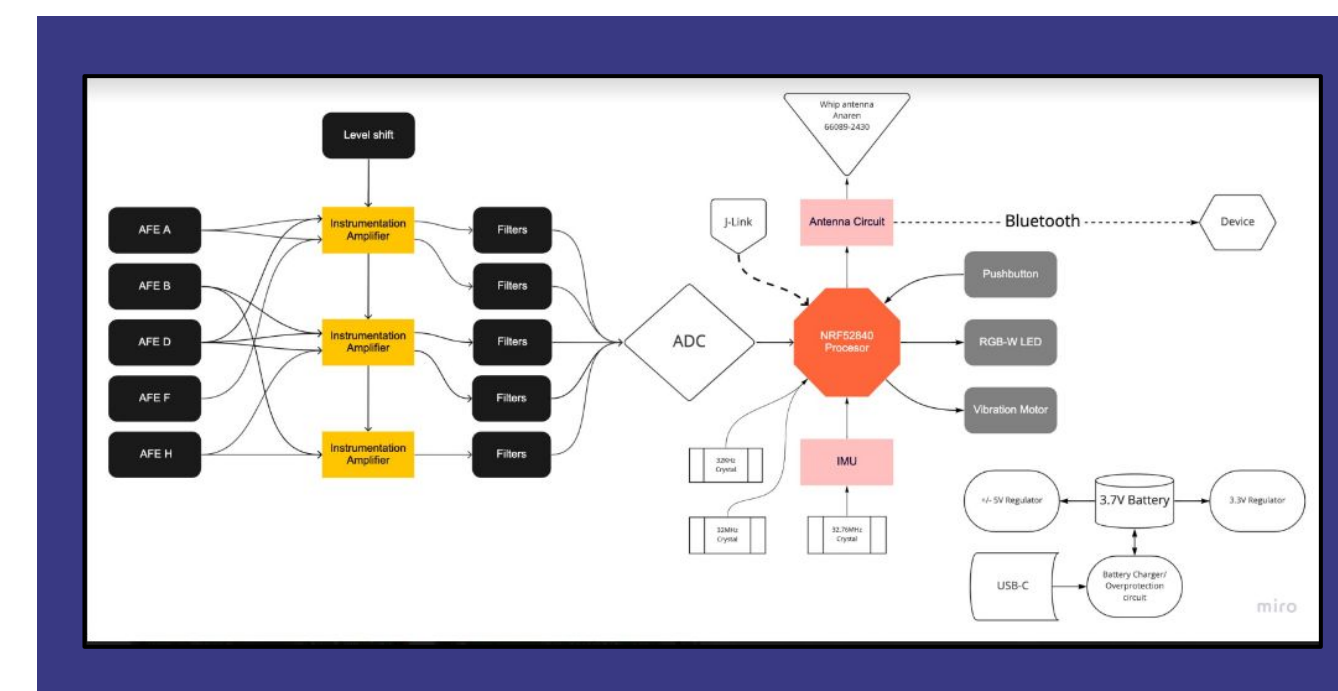 Level shift
AFE A
AFE B
AFE D
AFE F
AFE H
Instrumentation
Amplifier
Instrumentation
Amplifier
Instrumentation
Amplifier
Filters
Filters
Filters
Filters
Filters
ADC
Whip antenna
Anaren
66089-2430
J-Link
Antenna Circuit
Bluetooth
Device
NRF52840
Procesor
Pushbutton
RGB-W LED
Vibration Motor
32KHz
Crystal
32MHz
Crystal
IMU
32.76MHz
Crystal
+/- 5V Regulator
3.7V Battery
3.3V Regulator
USB-C
Battery Charger/
Overprotection
circuit
miro